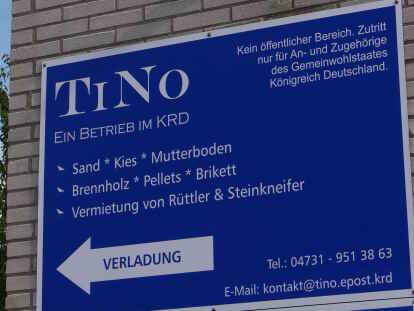 TINO
EIN BETRIEB IM KRD
Kein öffentlicher Bereich. Zutritt
nur für An- und Zugehörige
des Gemeinwohlstaates
Königreich Deutschland.
Sand * Kies * Mutterboden
Brennholz * Pellets * Brikett
Vermietung von Rüttler & Steinkneifer
VERLADUNG
Tel.: 04731 - 951 38 63
E-Mail: kontakt@tino.epost.krd